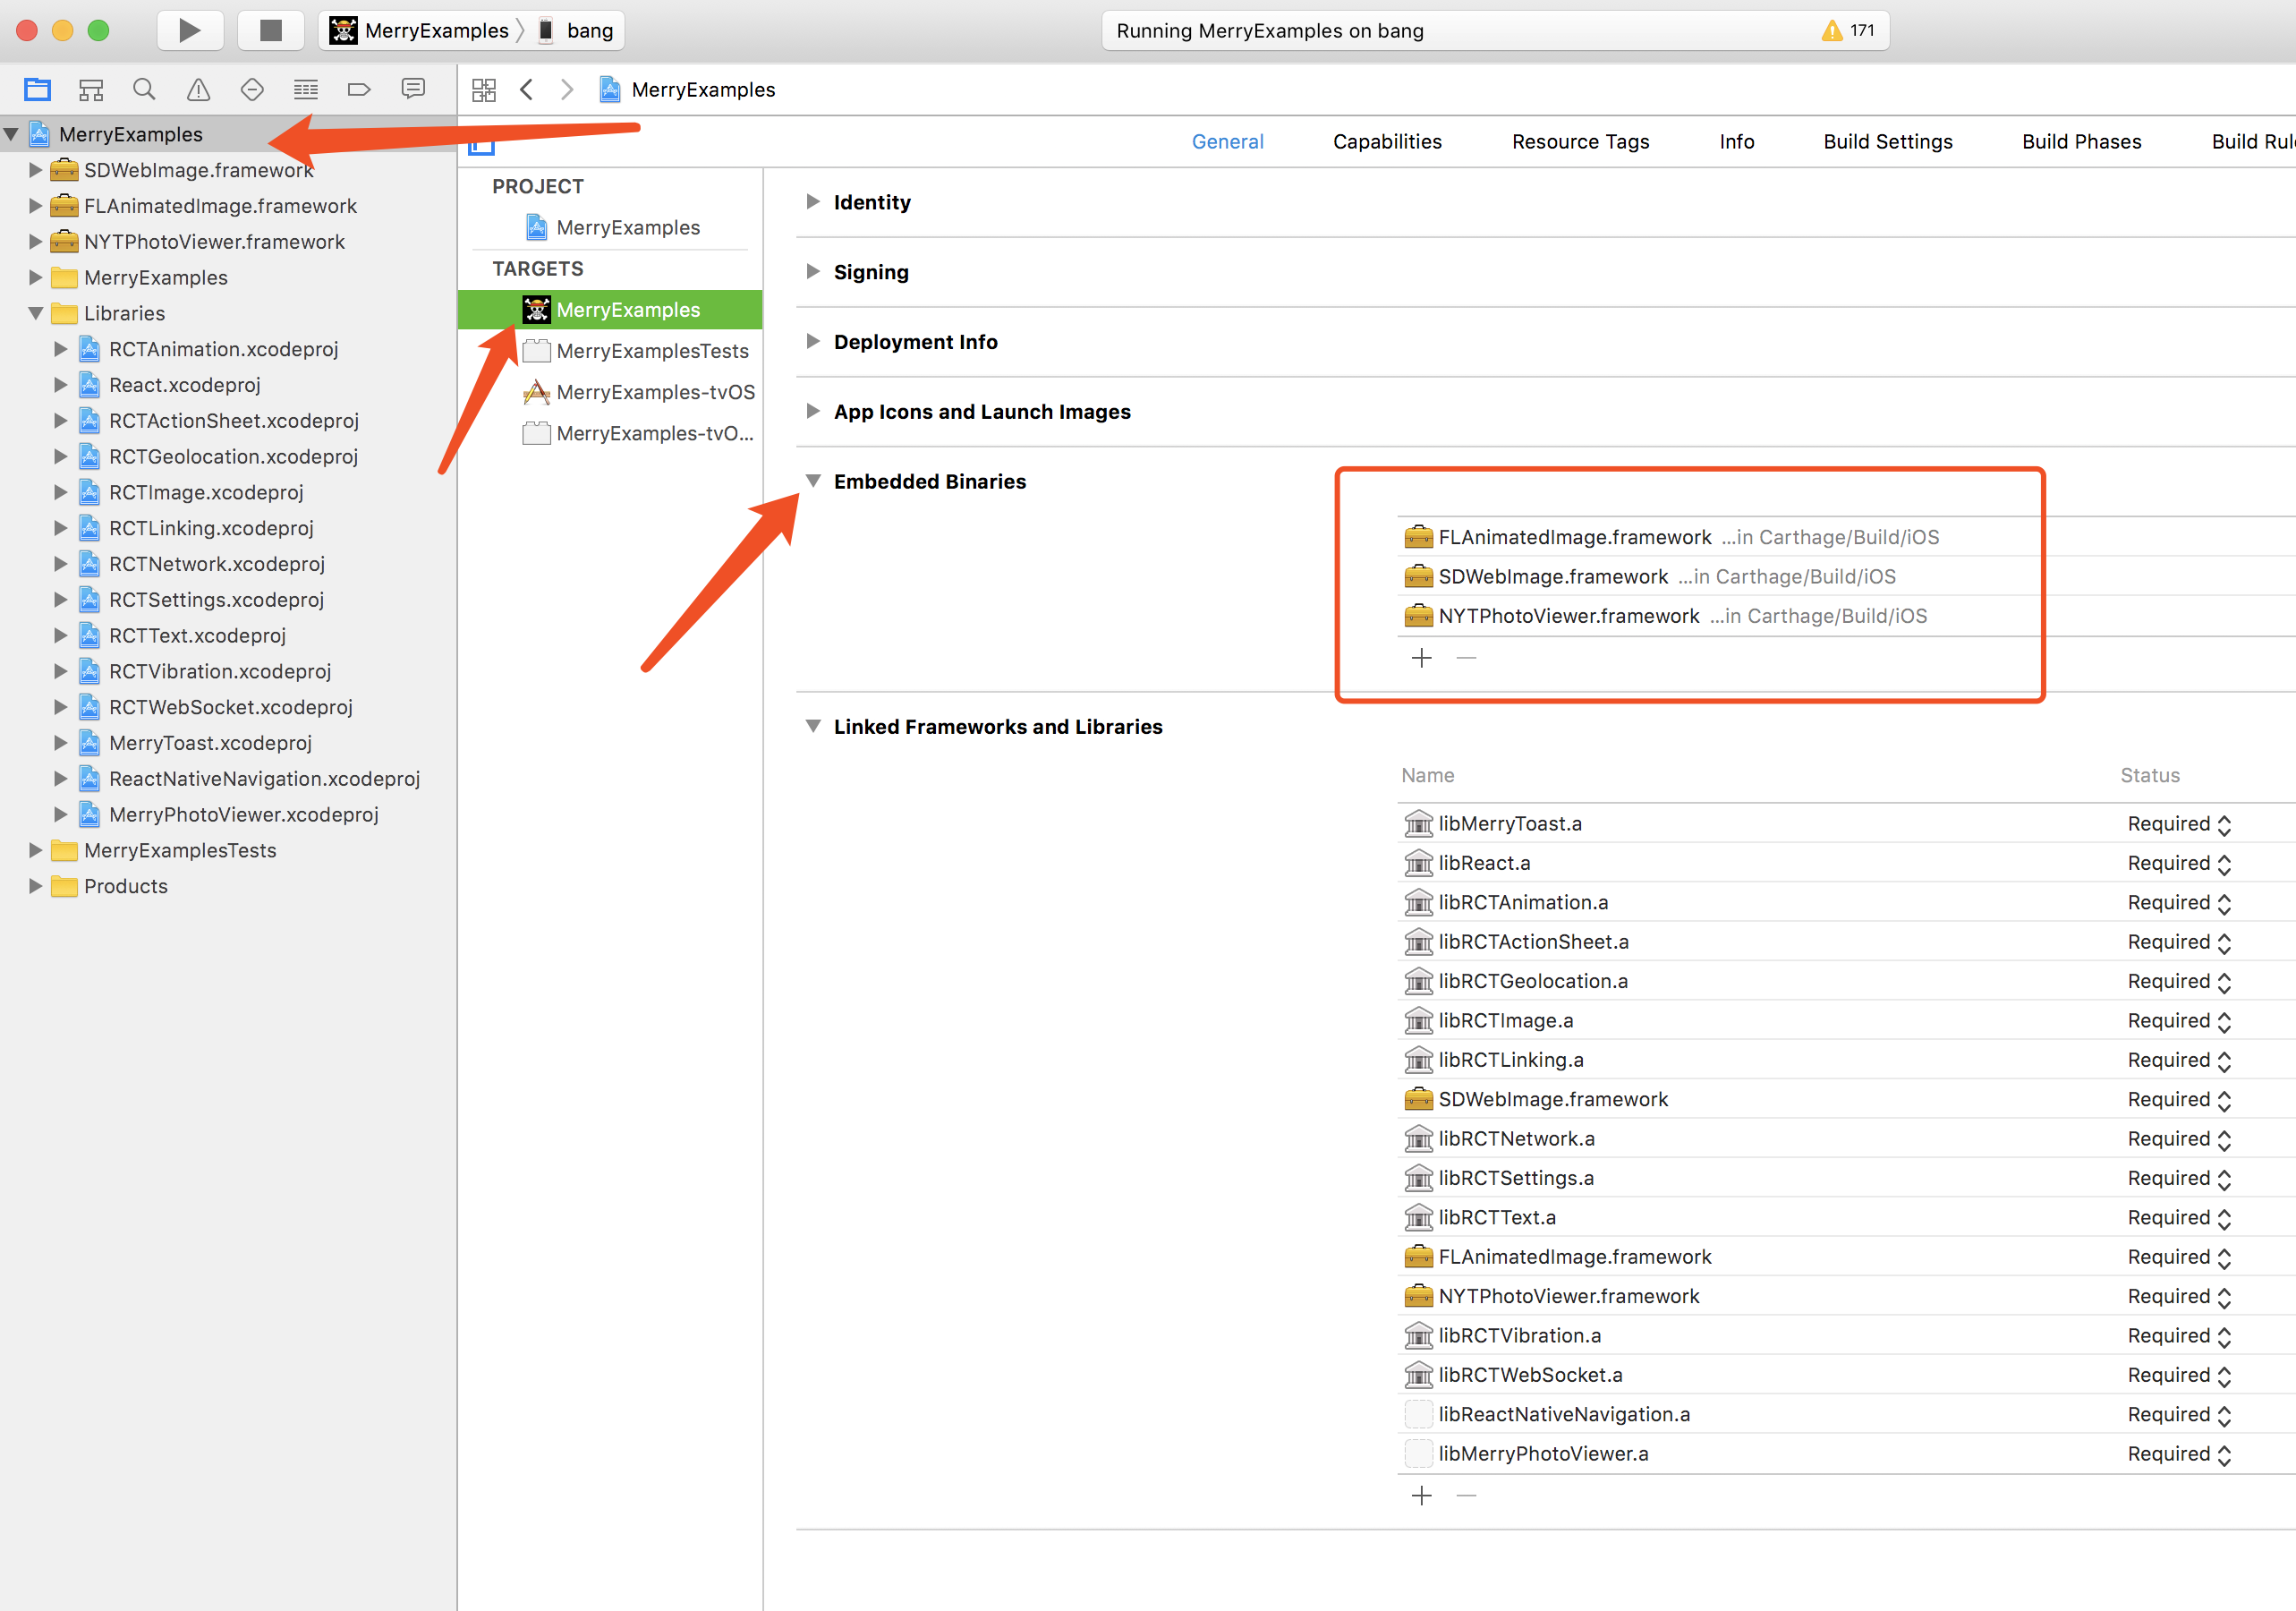 MerryExamples 〉 bang
Running MerryExamples on bang
171
MerryExamples
MerryExamples
SDWebImage.framework
FLAnimatedImage.framework
NYTPhotoViewer.framework
MerryExamples
Libraries
RCTAnimation.xcodeproj
React.xcodeproj
RCTActionSheet.xcodeproj
RCTGeolocation.xcodeproj
RCTImage.xcodeproj
RCTLinking.xcodeproj
RCTNetwork.xcodeproj
RCTSettings.xcodeproj
RCTText.xcodeproj
RCTVibration.xcodeproj
RCTWebSocket.xcodeproj
MerryToast.xcodeproj
ReactNativeNavigation.xcodeproj
MerryPhotoViewer.xcodeproj
MerryExamplesTests
Products
General Capabilities Resource Tags Info Build Settings Build Phases Build Rul
PROJECT
MerryExamples
TARGETS
MerryExamples
MerryExamplesTests
MerryExamples-tvOS
MerryExamples-tvO...
Identity
Signing
Deployment Info
App Icons and Launch Images
Embedded Binaries
FLAnimatedImage.framework ...in Carthage/Build/iOS
SDWebImage.framework ...in Carthage/Build/iOS
NYTPhotoViewer.framework ...in Carthage/Build/iOS
Linked Frameworks and Libraries
Name Status
libMerryToast.a Required
libReact.a Required
libRCTAnimation.a Required
libRCTActionSheet.a Required
libRCTGeolocation.a Required
libRCTImage.a Required
libRCTLinking.a Required
SDWebImage.framework Required
libRCTNetwork.a Required
libRCTSettings.a Required
libRCTText.a Required
FLAnimatedImage.framework Required
NYTPhotoViewer.framework Required
libRCTVibration.a Required
libRCTWebSocket.a Required
libReactNativeNavigation.a Required
libMerryPhotoViewer.a Required